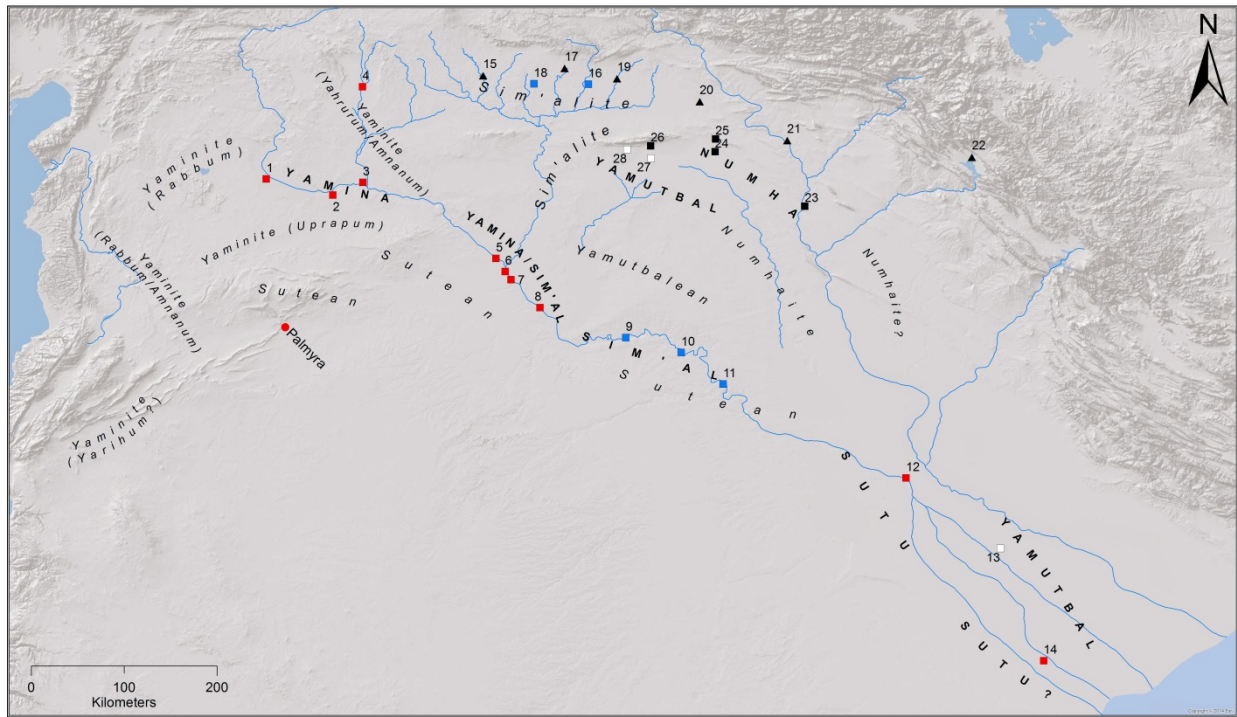 N
15
17
18
16
19
Sim'alite
4
20
21
22
Yaminite
(Yahrurum/Amnanum)
Sim'alite
26
25
24
28
27
NUMHA
23
YAMUTBAL
Numhaite
Numhaite?
Yaminite
(Rabbum)
1
YAMINA
2
3
Yaminite (Uprapum)
Yaminite
(Rabbum/Amnanum)
Sutean
Sutean
Palmyra
Yaminite
(Yarihum?)
5
6
7
8
YAMINA/SIM'AL
Yamutbalean
9
SIM'AL
10
11
Sutean
12
SUTU
13
YAMUTBAL
14
SUTU?
0 100 200
Kilometers